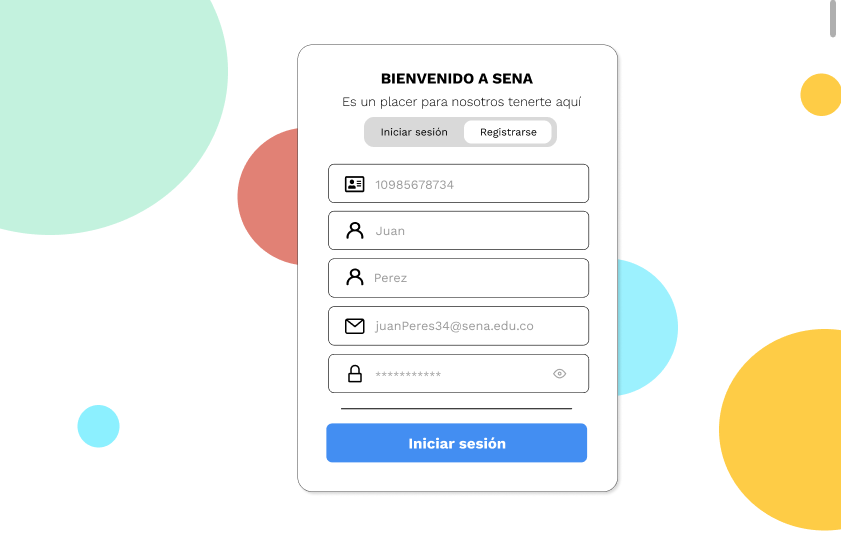 BIENVENIDO A SENA
Es un placer para nosotros tenerte aquí
Iniciar sesión Registrarse
10985678734
Juan
Perez
juanPeres34@sena.edu.co
***********
Iniciar sesión